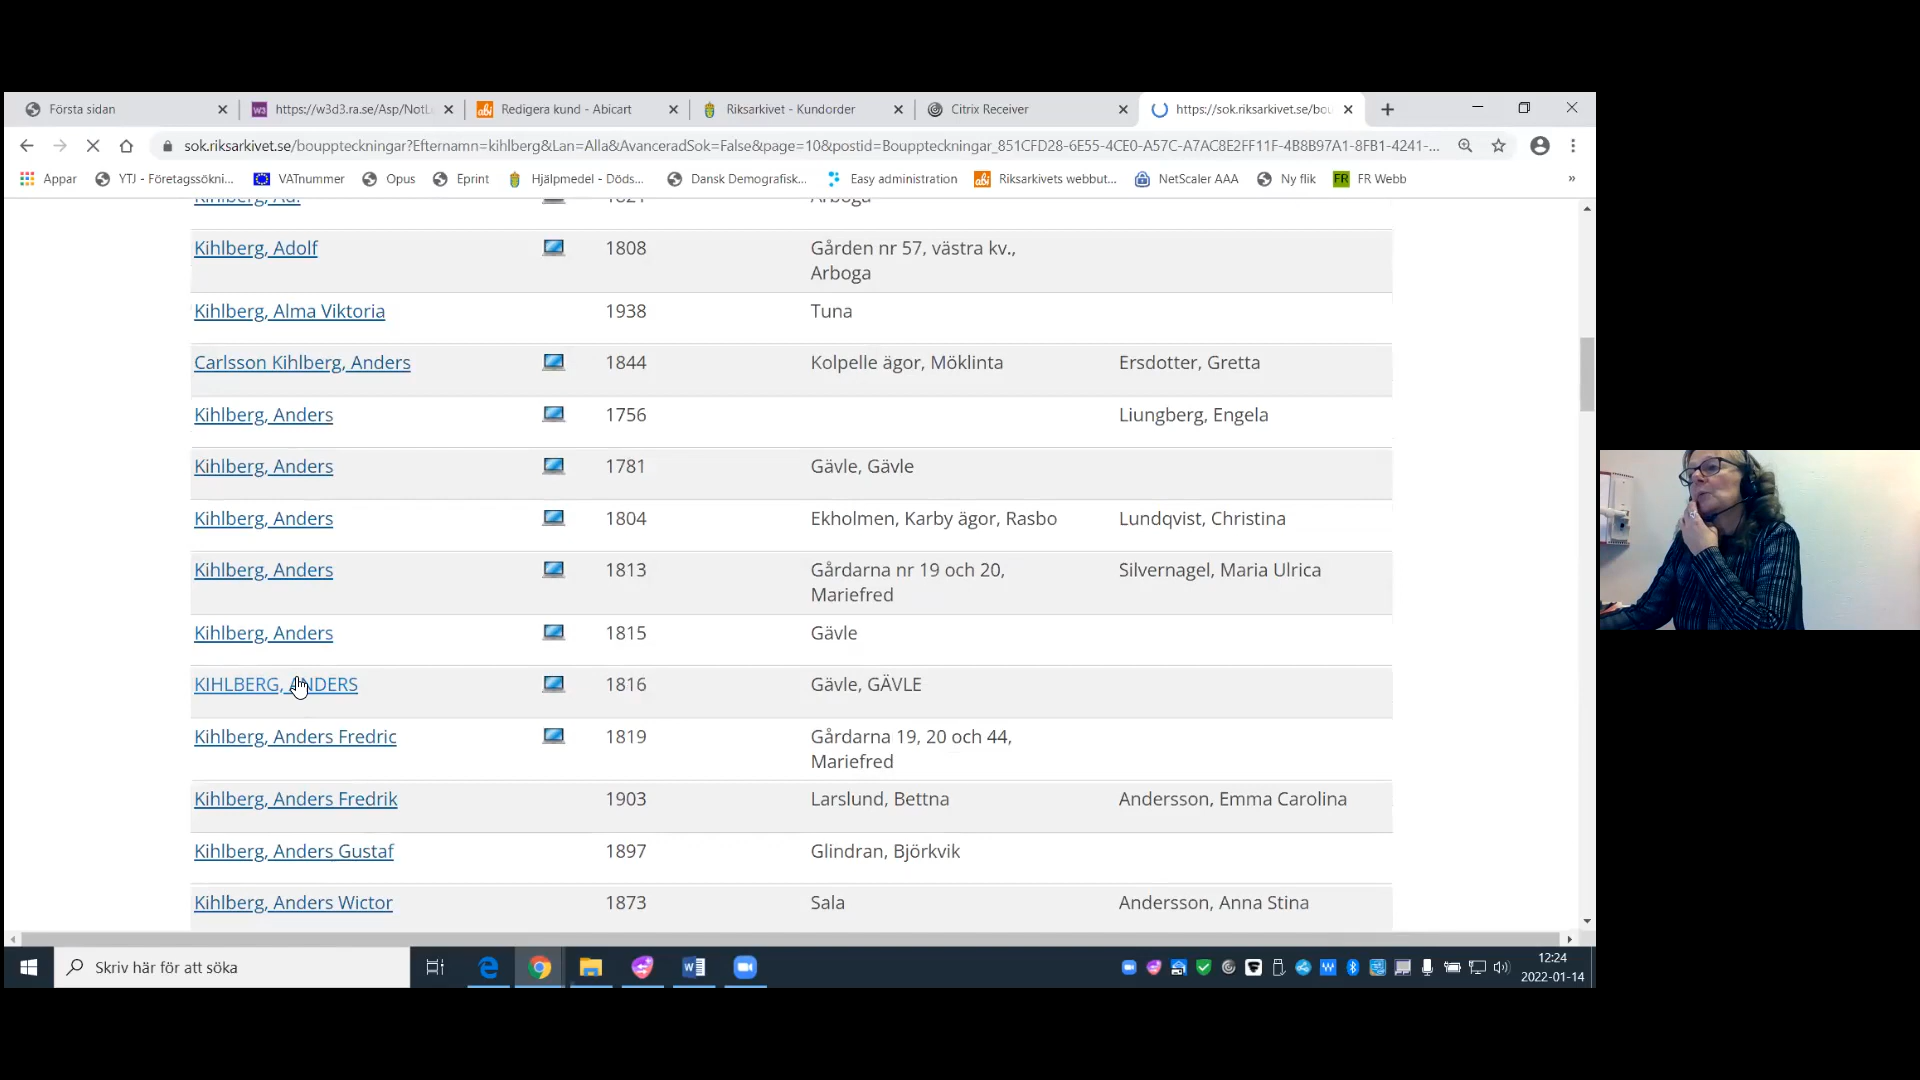 Första sidan
https://w3d3.ra.se/Asp/NotL
Redigera kund - Abicart
Riksarkivet - Kundorder
Citrix Receiver
https://sok.riksarkivet.se/bou
sok.riksarkivet.se/bouppteckningar?Efternamn=kihlberg&Lan=Alla&AvanceradSok=False&page=10&postid=Bouppteckningar_851CFD28-6E55-4CE0-A57C-A7AC8E2FF11F-4B8B97A1-8FB1-4241-...
Appar
YTJ - Företagssökni...
VATnummer
Opus
Eprint
Hjälpmedel - Döds...
Dansk Demografisk...
Easy administration
Riksarkivets webbut...
NetScaler AAA
Ny flik
FR FR Webb
»
Kihlberg, Ad. 1821 Arboga
Kihlberg, Adolf 1808 Gården nr 57, västra kv.,
Arboga
Kihlberg, Alma Viktoria 1938 Tuna
Carlsson Kihlberg, Anders 1844 Kolpelle ägor, Möklinta Ersdotter, Gretta
Kihlberg, Anders 1756 Liungberg, Engela
Kihlberg, Anders 1781 Gävle, Gävle
Kihlberg, Anders 1804 Ekholmen, Karby ägor, Rasbo Lundqvist, Christina
Kihlberg, Anders 1813 Gårdarna nr 19 och 20, Silvernagel, Maria Ulrica
Mariefred
Kihlberg, Anders 1815 Gävle
KIHLBERG, ANDERS 1816 Gävle, GÄVLE
Kihlberg, Anders Fredric 1819 Gårdarna 19, 20 och 44,
Mariefred
Kihlberg, Anders Fredrik 1903 Larslund, Bettna Andersson, Emma Carolina
Kihlberg, Anders Gustaf 1897 Glindran, Björkvik
Kihlberg, Anders Wictor 1873 Sala Andersson, Anna Stina
Skriv här för att söka
12:24
2022-01-14